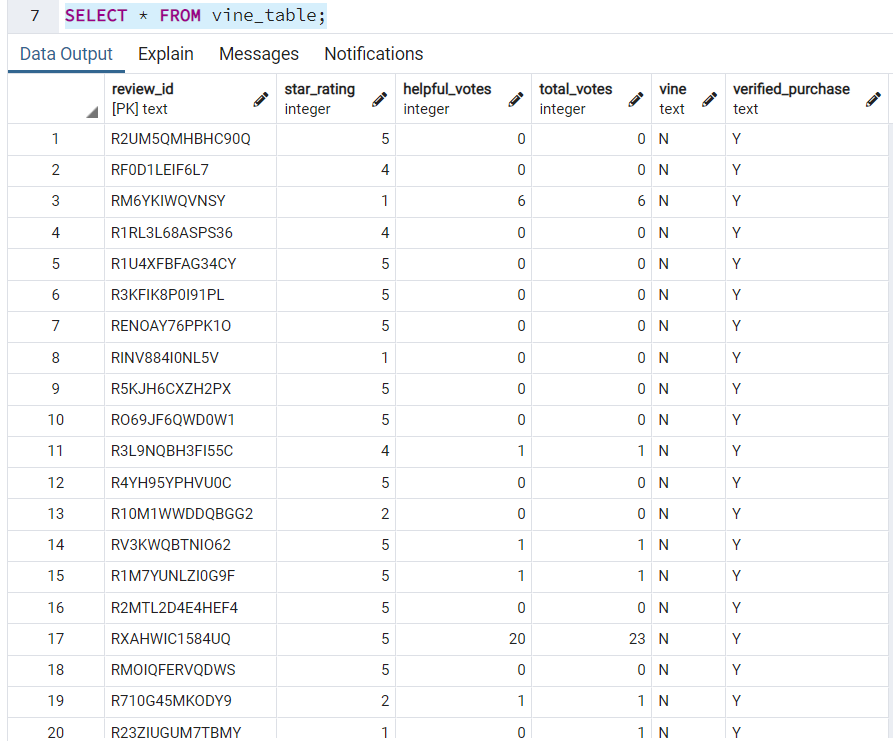 7 SELECT * FROM vine_table;
Data Output Explain Messages Notifications
review_id star_rating helpful_votes total_votes vine verified_purchase
[PK] text integer integer integer text text
1 R2UM5QMHBHC90Q 5 0 0 N Y
2 RF0D1LEIF6L7 4 0 0 N Y
3 RM6YKIWQVNSY 1 6 6 N Y
4 R1RL3L68ASPS36 4 0 0 N Y
5 R1U4XFBFAG34CY 5 0 0 N Y
6 R3KFIK8P0I91PL 5 0 0 N Y
7 RENOAY76PPK1O 5 0 0 N Y
8 RINV884I0NL5V 1 0 0 N Y
9 R5KJH6CXZH2PX 5 0 0 N Y
10 RO69JF6QWD0W1 5 0 0 N Y
11 R3L9NQBH3FI55C 4 1 1 N Y
12 R4YH95YPHVU0C 5 0 0 N Y
13 R10M1WWDDQBGG2 2 0 0 N Y
14 RV3KWQBTNIO62 5 1 1 N Y
15 R1M7YUNLZI0G9F 5 1 1 N Y
16 R2MTL2D4E4HEF4 5 0 0 N Y
17 RXAHWIC1584UQ 5 20 23 N Y
18 RMOIQFERVQDWS 5 0 0 N Y
19 R710G45MKODY9 2 1 1 N Y
20 R23ZIUGUM7TBMY 1 0 1 N Y